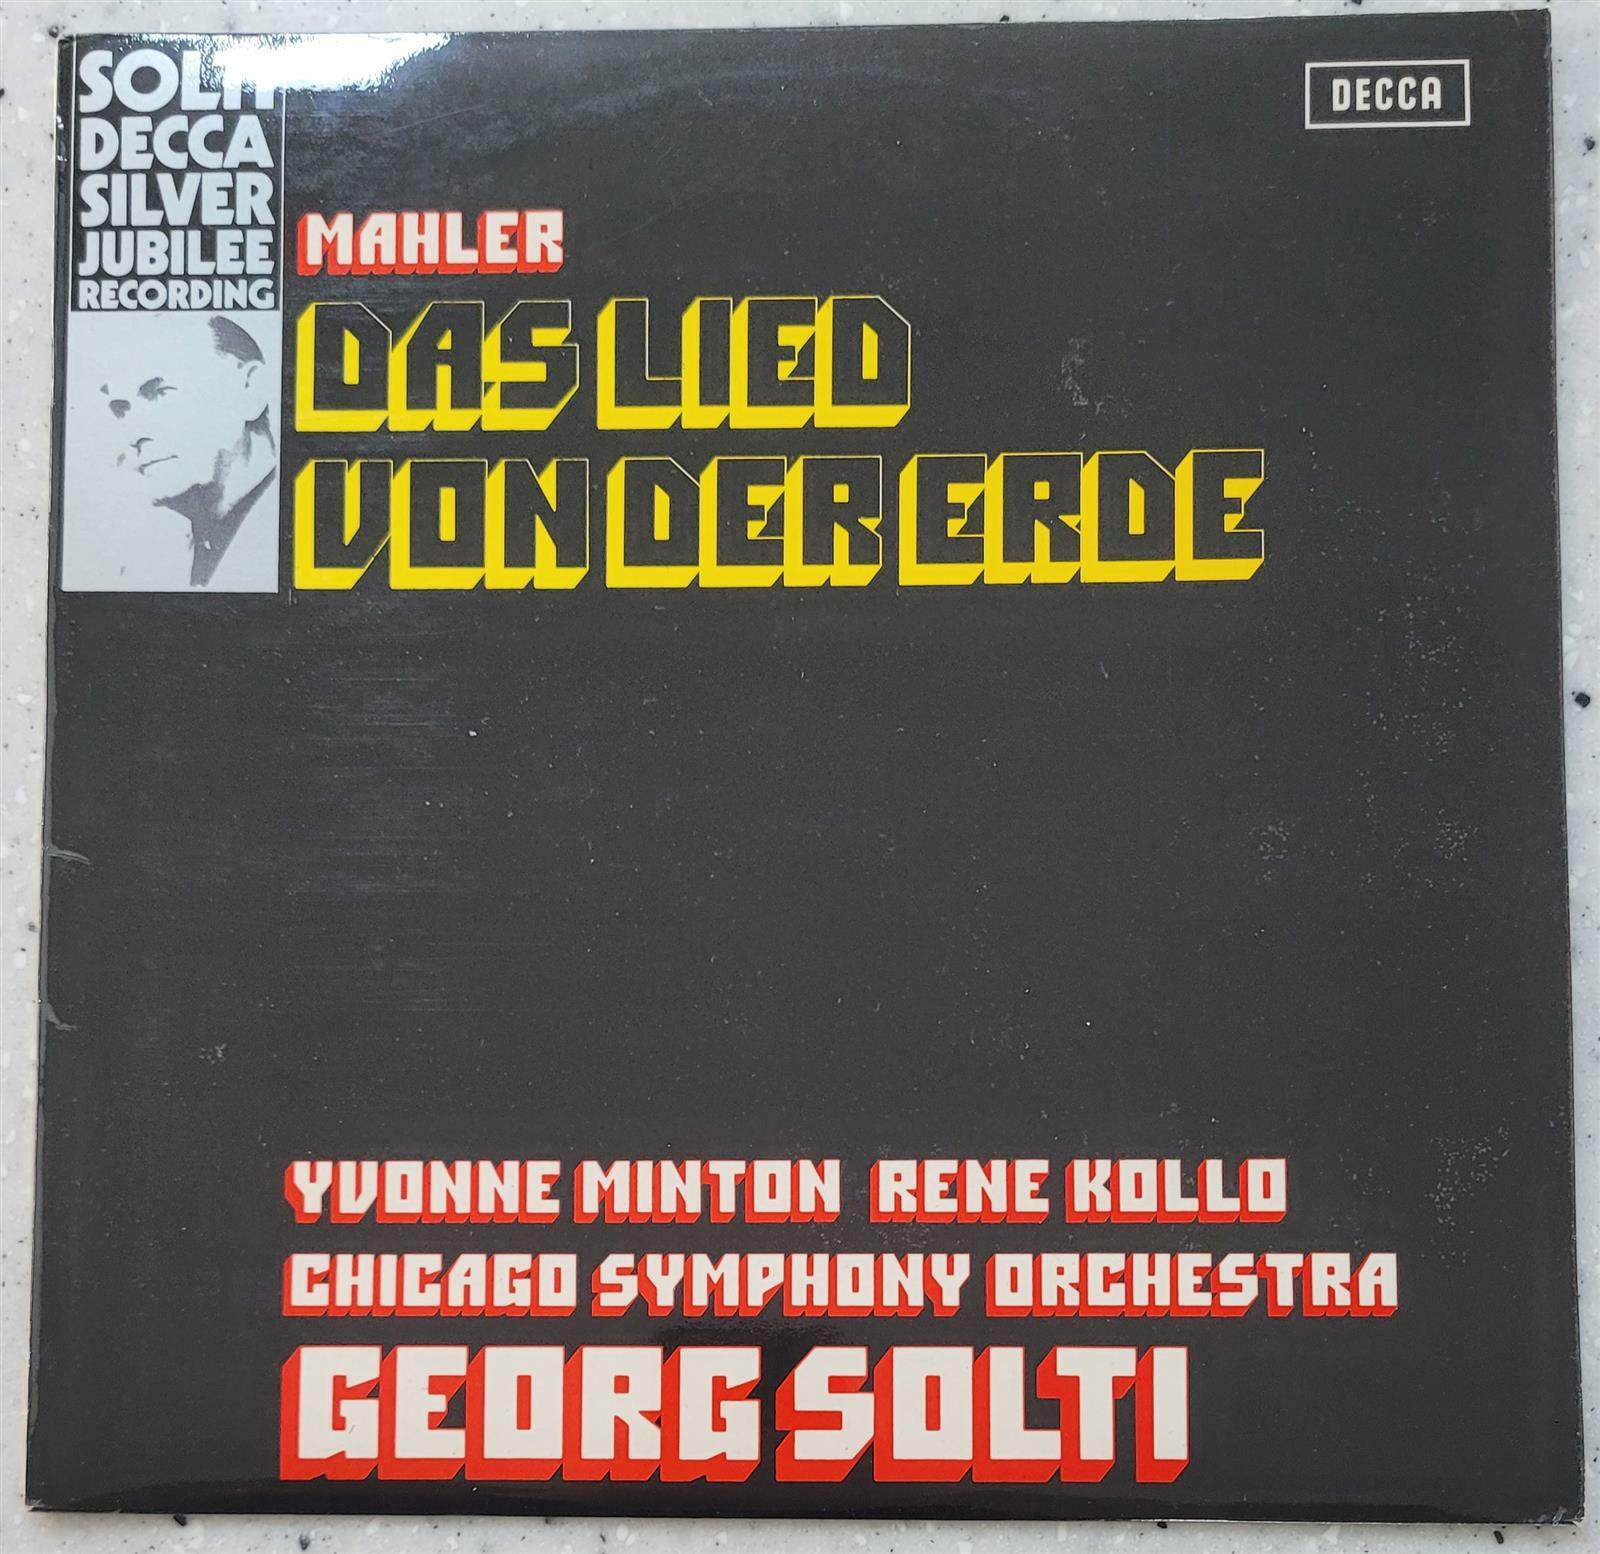 SOLTI
DECCA
SILVER
JUBILEE
RECORDING
DECCA
MAHLER
DAS LIED
VON DER ERDE
YVONNE MINTON RENE KOLLO
CHICAGO SYMPHONY ORCHESTRA
GEORG SOLTI